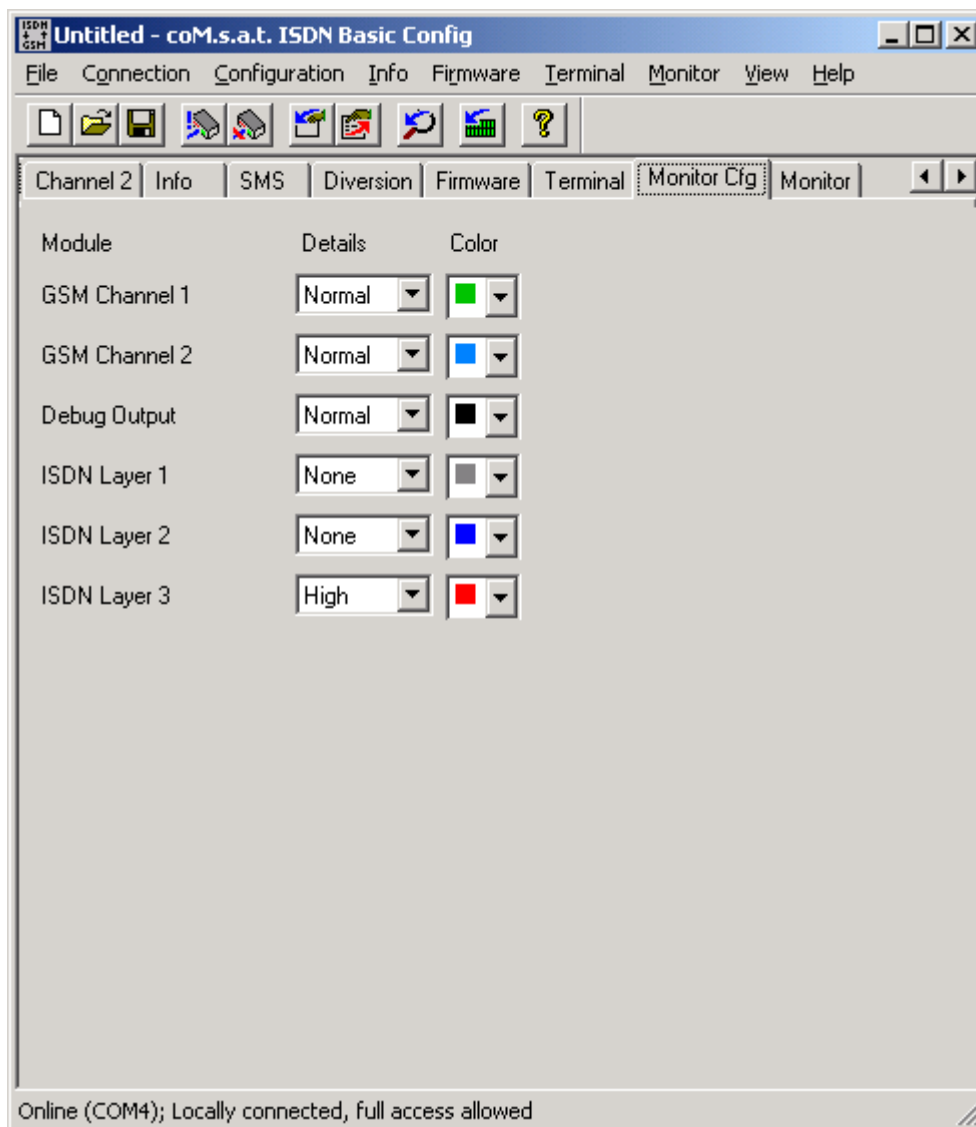 ISDN
GSM
Untitled - coM.s.a.t. ISDN Basic Config
File Connection Configuration Info Firmware Terminal Monitor View Help
?
Channel 2 Info SMS Diversion Firmware Terminal Monitor Cfg Monitor
Module Details Color
GSM Channel 1 Normal
GSM Channel 2 Normal
Debug Output Normal
ISDN Layer 1 None
ISDN Layer 2 None
ISDN Layer 3 High
Online (COM4); Locally connected, full access allowed